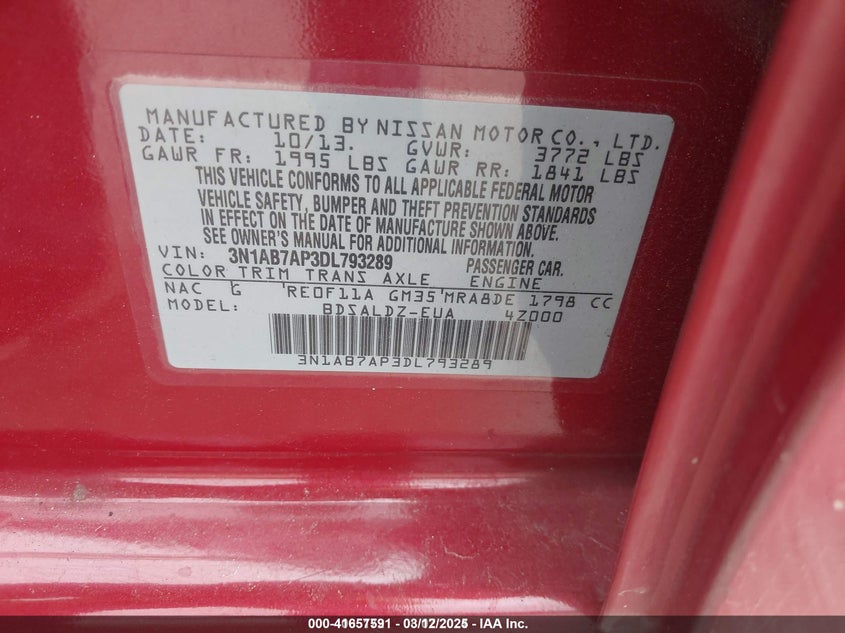 MANUFACTURED BY NISSAN MOTOR CO., LTD.
DATE: 10/13. GVWR: 3772 LBS
GAWR FR: 1995 LBS GAWR RR: 1841 LBS
THIS VEHICLE CONFORMS TO ALL APPLICABLE FEDERAL MOTOR
VEHICLE SAFETY, BUMPER AND THEFT PREVENTION STANDARDS
IN EFFECT ON THE DATE OF MANUFACTURE SHOWN ABOVE.
SEE OWNER'S MANUAL FOR ADDITIONAL INFORMATION.
VIN: 3N1AB7AP3DL793289 PASSENGER CAR.
COLOR TRIM TRANS AXLE ENGINE
NAC G RE0F11A GM35 MRA8DE 1798 CC
MODEL: BDSALDZ-EUA 4Z000
3N1AB7AP3DL793289
000-41657591 - 03/12/2025 - IAA Inc.